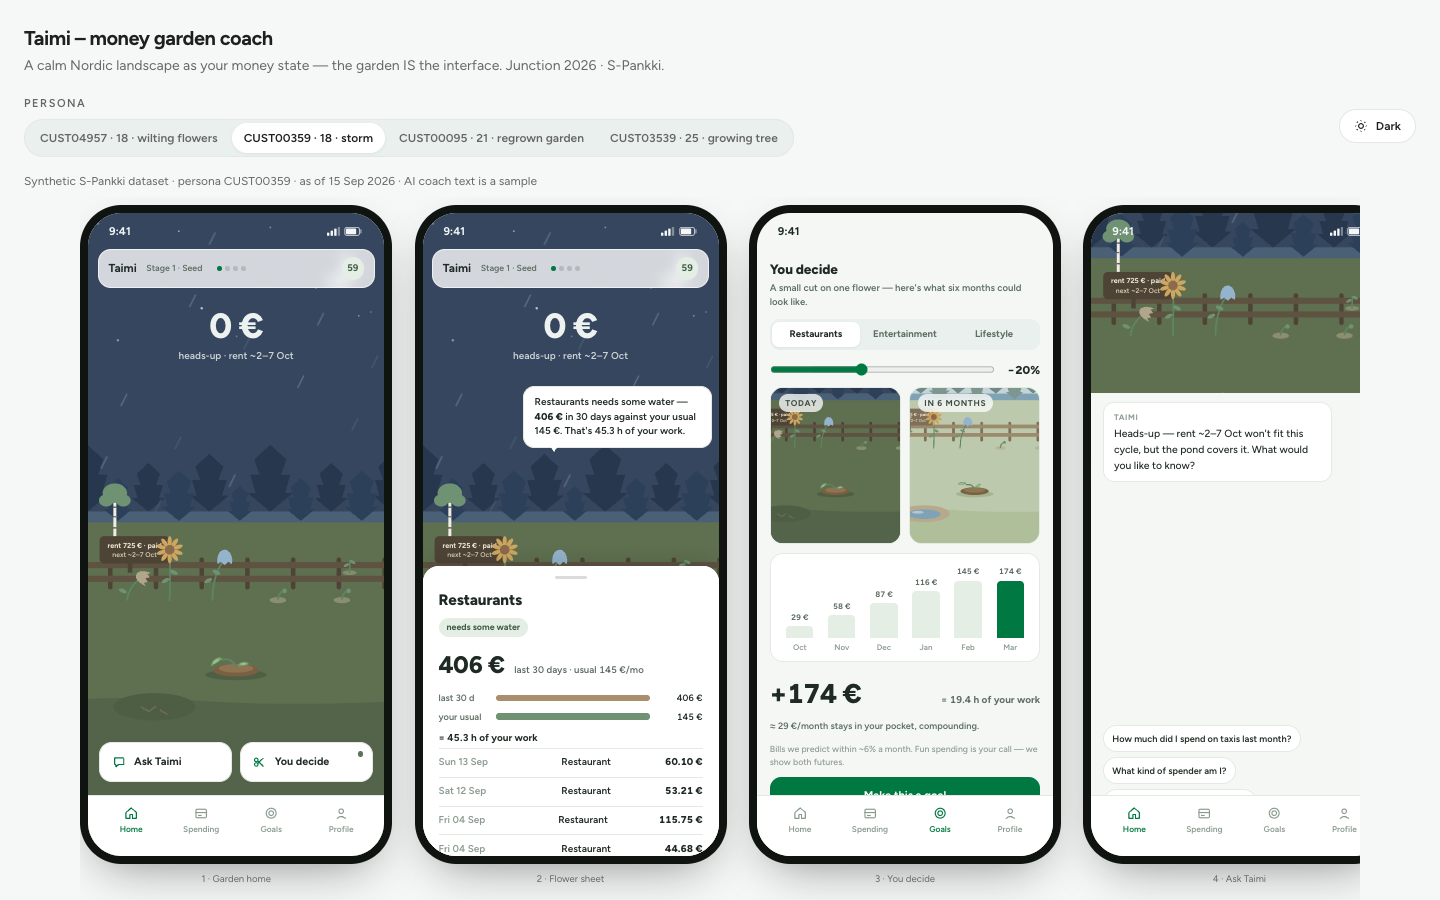 Taimi – money garden coach
A calm Nordic landscape as your money state — the garden IS the interface. Junction 2026 · S-Pankki.
PERSONA
CUST04957 · 18 · wilting flowers
CUST00359 · 18 · storm
CUST00095 · 21 · regrown garden
CUST03539 · 25 · growing tree
Dark
Synthetic S-Pankki dataset · persona CUST00359 · as of 15 Sep 2026 · AI coach text is a sample
9:41
Taimi Stage 1 · Seed 59
0 €
heads-up · rent ~2–7 Oct
rent 725 € · paid
next ~2–7 Oct
Ask Taimi
You decide
Home Spending Goals Profile
1 · Garden home
9:41
Taimi Stage 1 · Seed 59
0 €
heads-up · rent ~2–7 Oct
Restaurants needs some water —
406 € in 30 days against your usual
145 €. That's 45.3 h of your work.
rent 725 € · paid
next ~2–7 Oct
Restaurants
needs some water
406 € last 30 days · usual 145 €/mo
last 30 d 406 €
your usual 145 €
= 45.3 h of your work
Sun 13 Sep Restaurant 60.10 €
Sat 12 Sep Restaurant 53.21 €
Fri 04 Sep Restaurant 115.75 €
Fri 04 Sep Restaurant 44.68 €
2 · Flower sheet
9:41
You decide
A small cut on one flower — here's what six months could
look like.
Restaurants Entertainment Lifestyle
-20%
TODAY
IN 6 MONTHS
29 € 58 € 87 € 116 € 145 € 174 €
Oct Nov Dec Jan Feb Mar
+174 € = 19.4 h of your work
≈ 29 €/month stays in your pocket, compounding.
Bills we predict within ~6% a month. Fun spending is your call — we
show both futures.
Make this a goal
Home Spending Goals Profile
3 · You decide
9:41
rent 725 € · paid
next ~2–7 Oct
TAIMI
Heads-up — rent ~2–7 Oct won't fit this
cycle, but the pond covers it. What would
you like to know?
How much did I spend on taxis last month?
What kind of spender am I?
Home Spending Goals Profile
4 · Ask Taimi